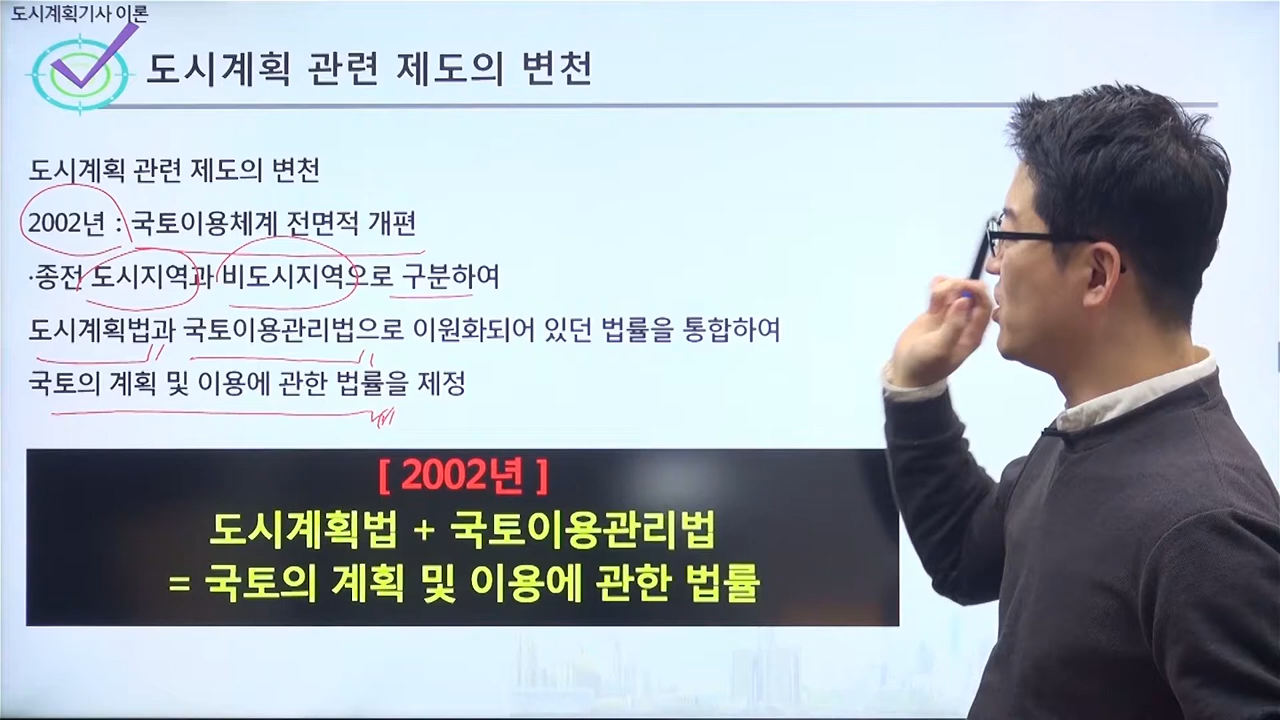 도시계획기사 이론
도시계획 관련 제도의 변천
도시계획 관련 제도의 변천
2002년 : 국토이용체계 전면적 개편
·종전 도시지역과 비도시지역으로 구분하여
도시계획법과 국토이용관리법으로 이원화되어 있던 법률을 통합하여
국토의 계획 및 이용에 관한 법률을 제정
[ 2002년 ]
도시계획법 + 국토이용관리법
= 국토의 계획 및 이용에 관한 법률